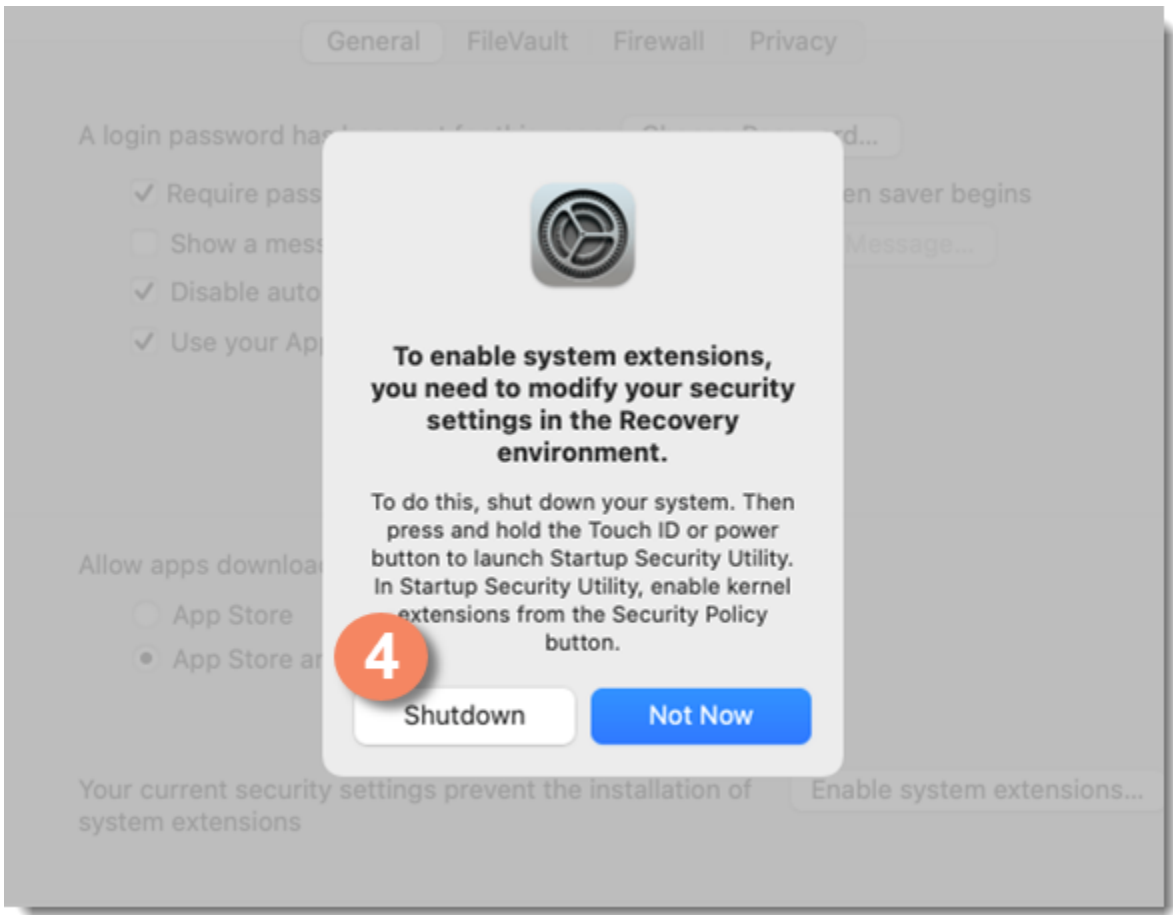 General FileVault Firewall Privacy
A login password ha
Require pass
en saver begins
Show a mess
Message...
Disable auto
Use your App
To enable system extensions,
you need to modify your security
settings in the Recovery
environment.
To do this, shut down your system. Then
press and hold the Touch ID or power
button to launch Startup Security Utility.
In Startup Security Utility, enable kernel
extensions from the Security Policy
button.
Allow apps downloa
App Store
App Store an
4
Shutdown Not Now
Your current security settings prevent the installation of
system extensions
Enable system extensions...